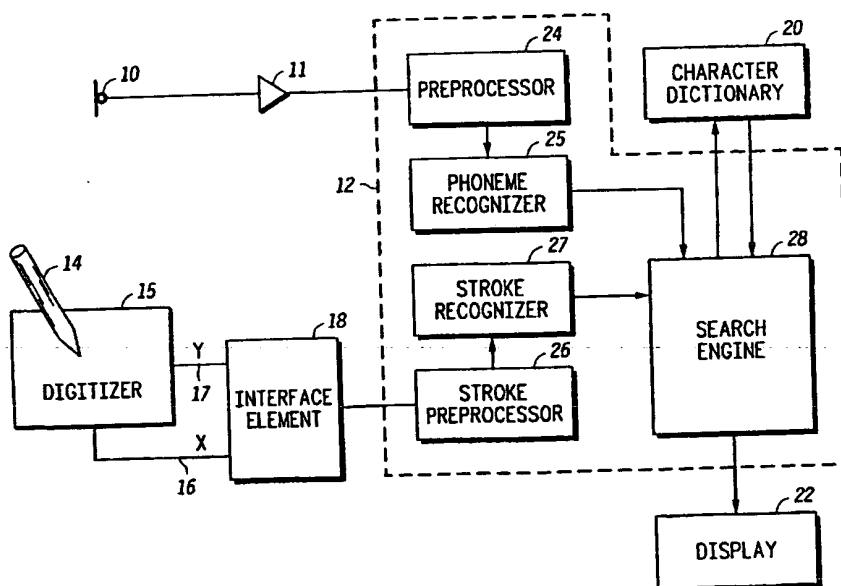 24
20
10
11
PREPROCESSOR
CHARACTER
DICTIONARY
25
12
PHONEME
RECOGNIZER
27
28
14
15
STROKE
RECOGNIZER
18
SEARCH
ENGINE
Y
26
17
DIGITIZER
INTERFACE
ELEMENT
STROKE
PREPROCESSOR
X
16
22
DISPLAY